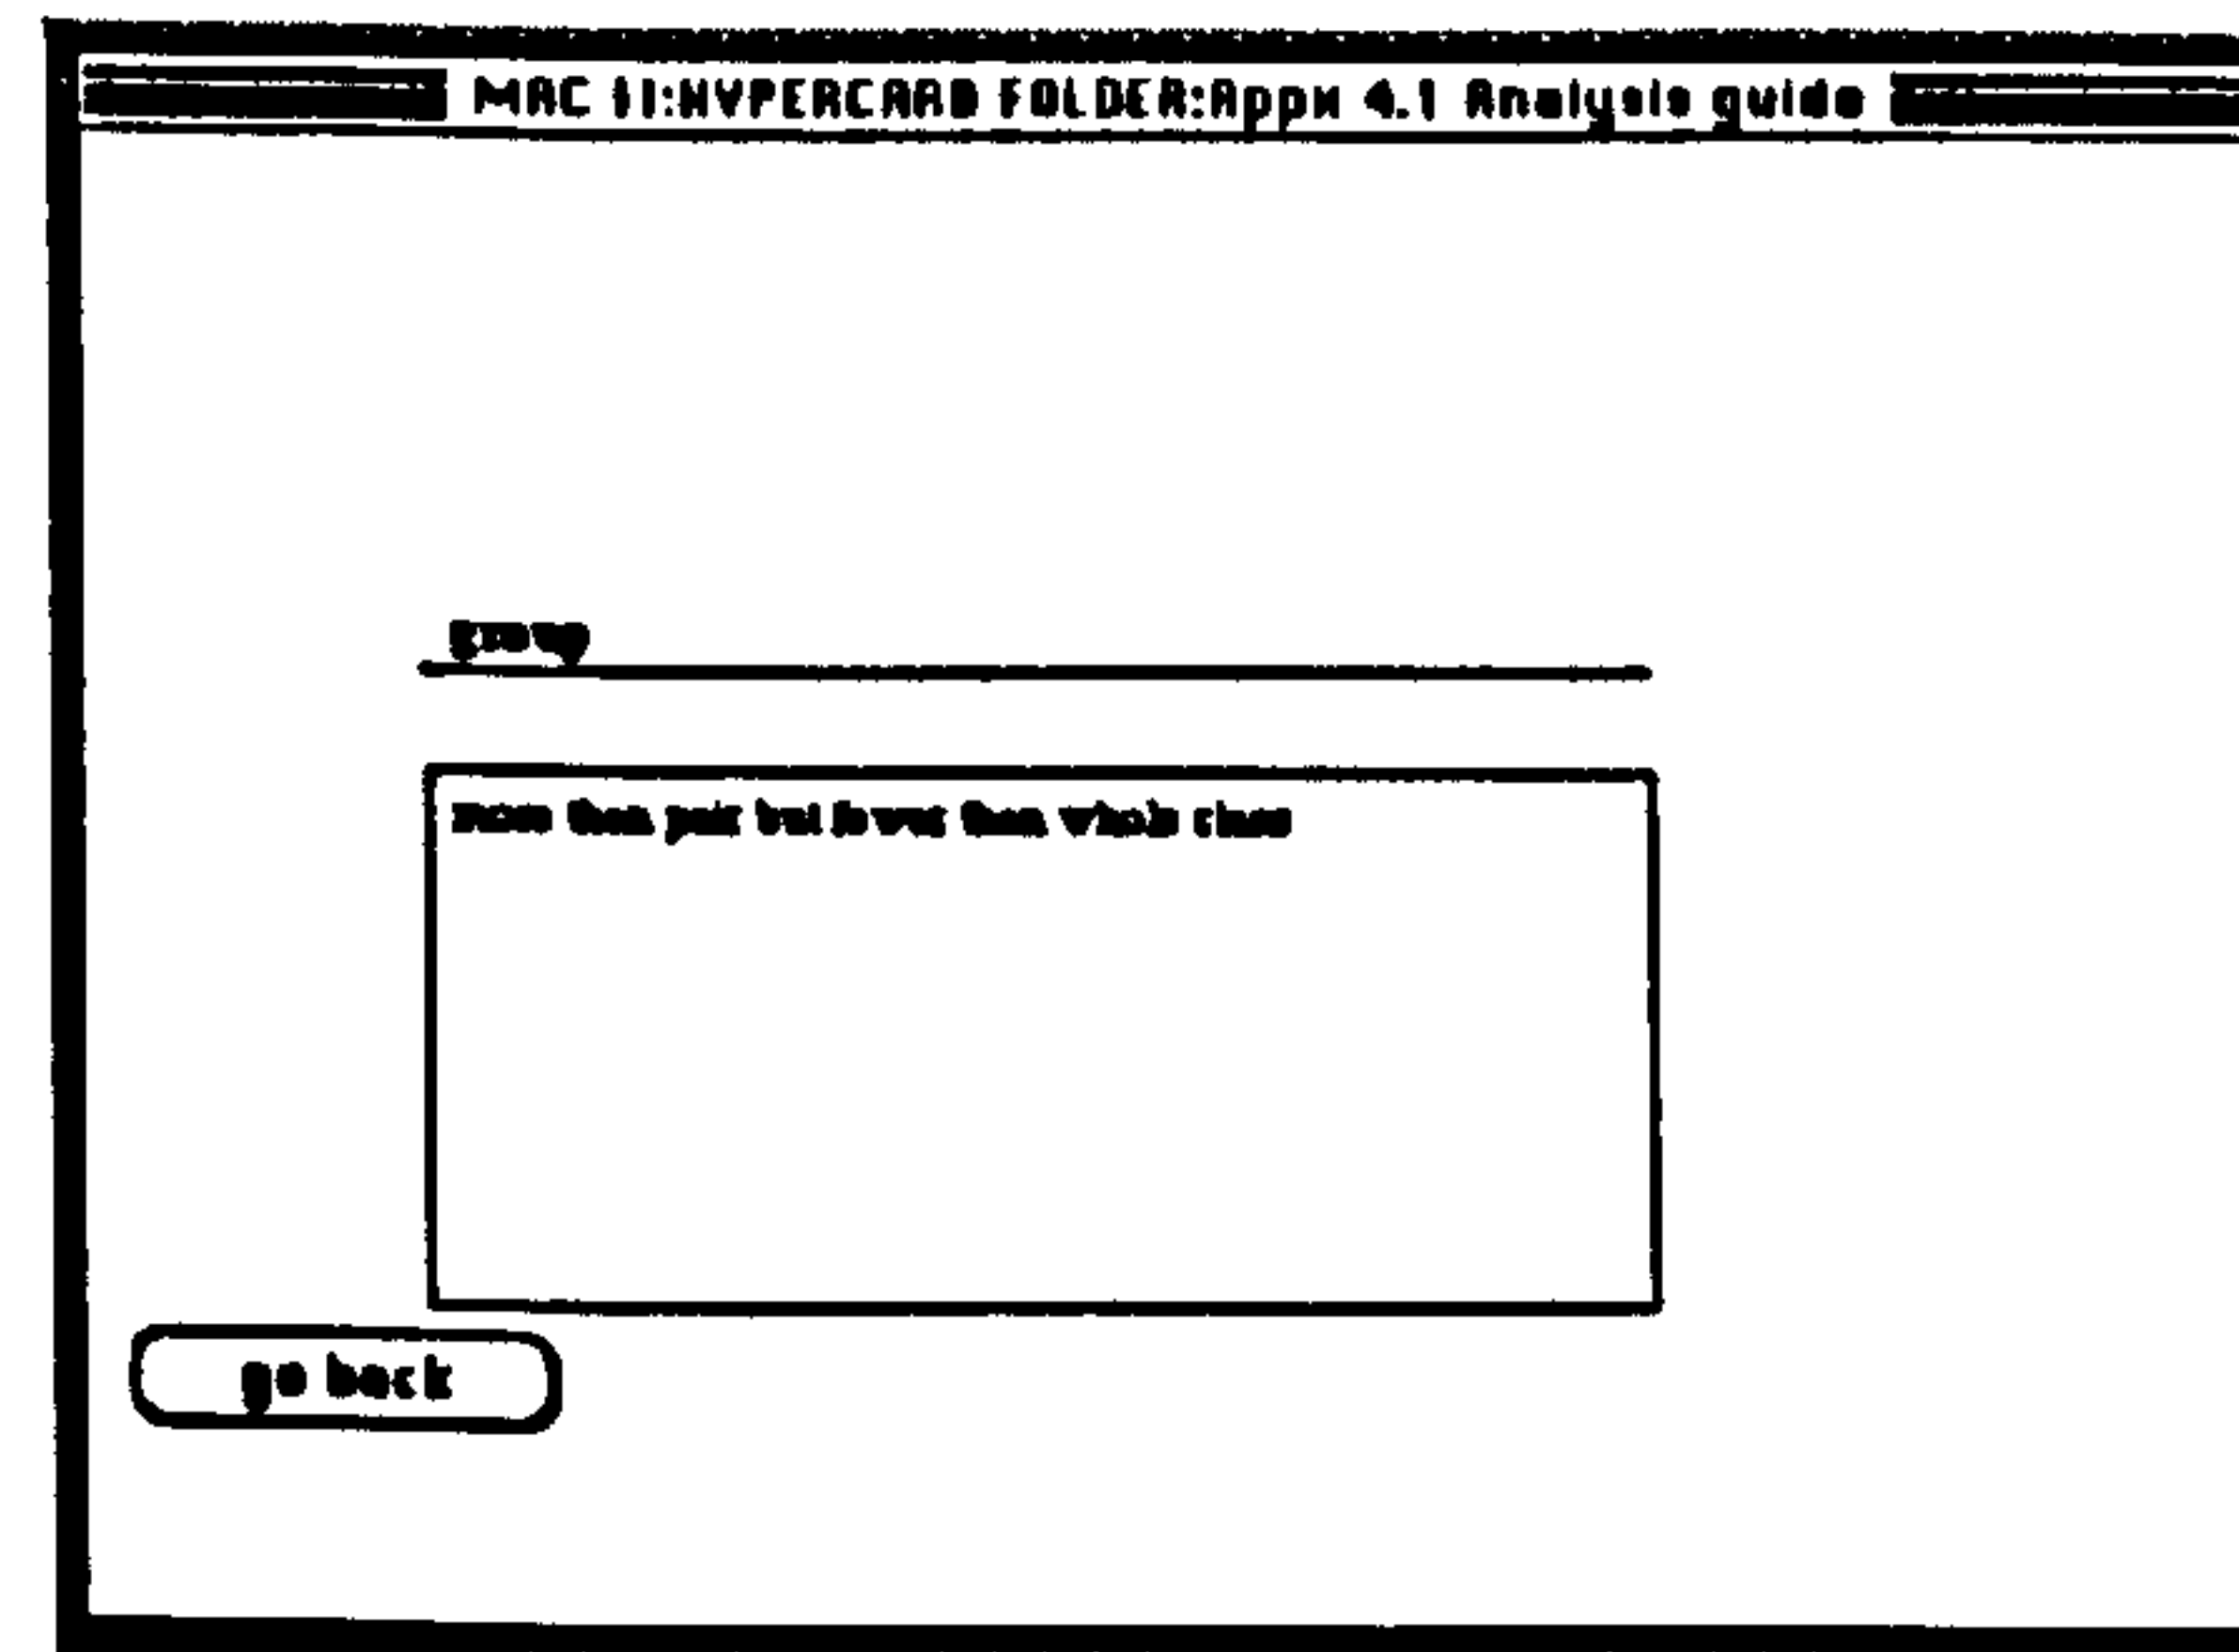 MAC II:HYPERCARD FOLDER:Appx 4.1 Analysis guide
group
more than pair but fewer than whole class
go back